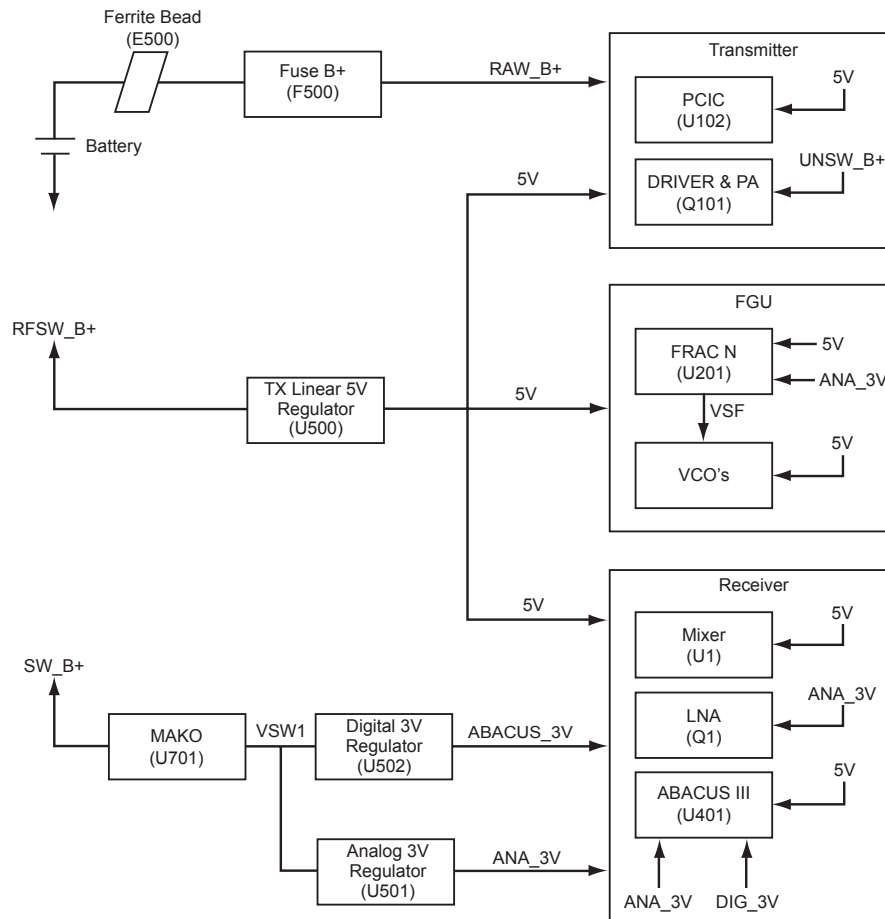 Ferrite Bead
(E500)
Fuse B+
(F500)
RAW_B+
Battery
Transmitter
PCIC
(U102)
5V
UNSW_B+
DRIVER & PA
(Q101)
5V
RFSW_B+
TX Linear 5V
Regulator
(U500)
5V
FGU
FRAC N
(U201)
5V
ANA_3V
VSF
VCO's
5V
5V
Receiver
Mixer
(U1)
5V
LNA
(Q1)
ANA_3V
ABACUS III
(U401)
5V
ANA_3V
DIG_3V
SW_B+
MAKO
(U701)
VSW1
Digital 3V
Regulator
(U502)
ABACUS_3V
Analog 3V
Regulator
(U501)
ANA_3V